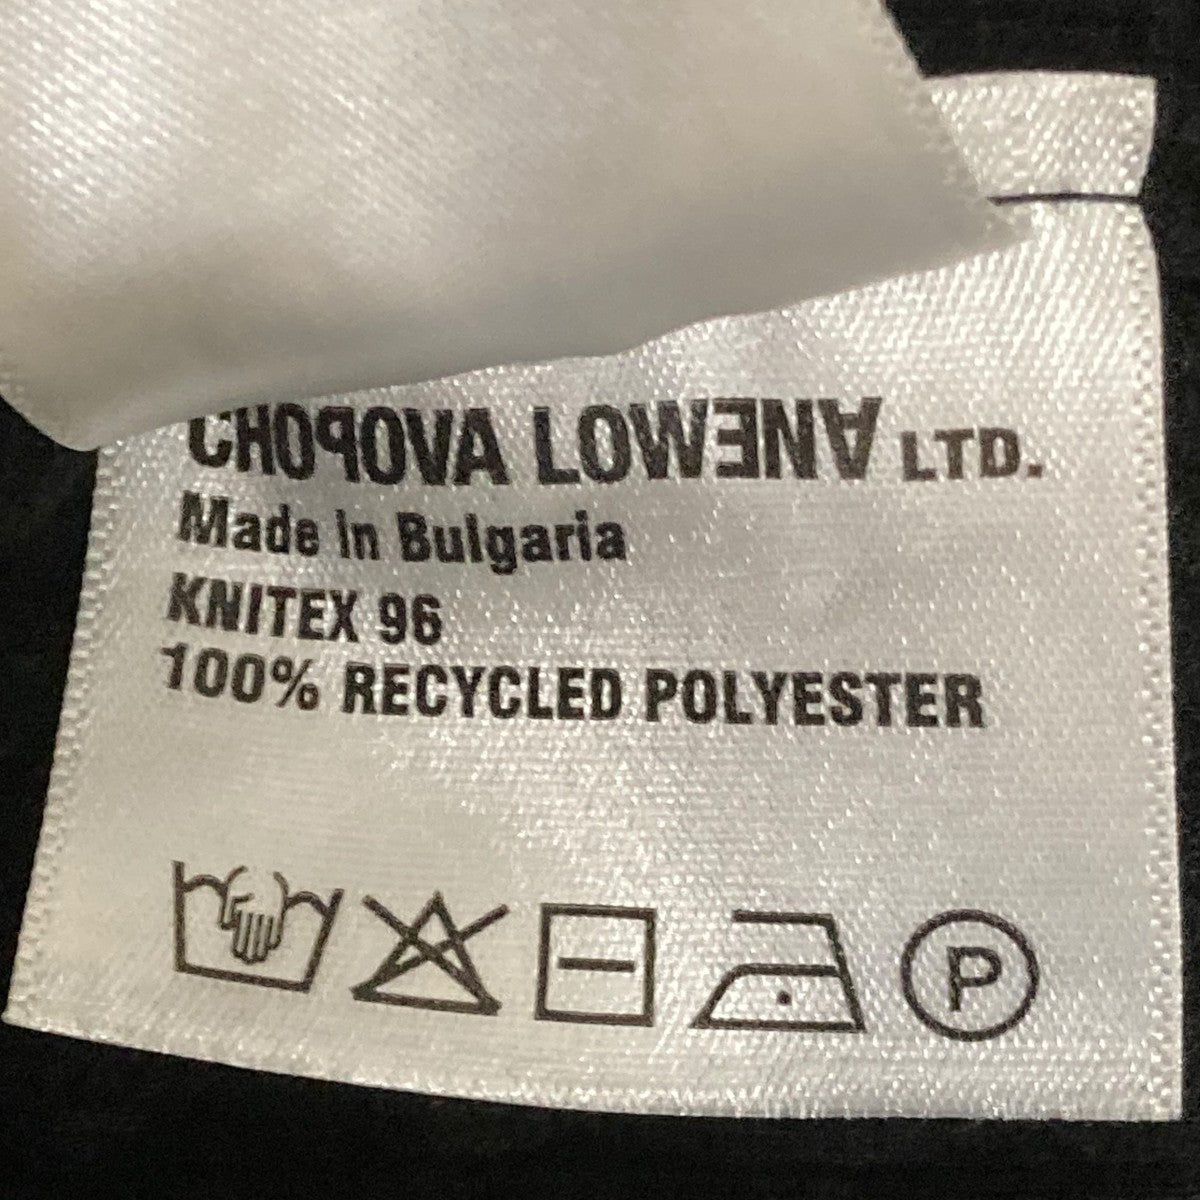 CHOPOVA LOWENA LTD.
Made in Bulgaria
KNITEX 96
100% RECYCLED POLYESTER
P